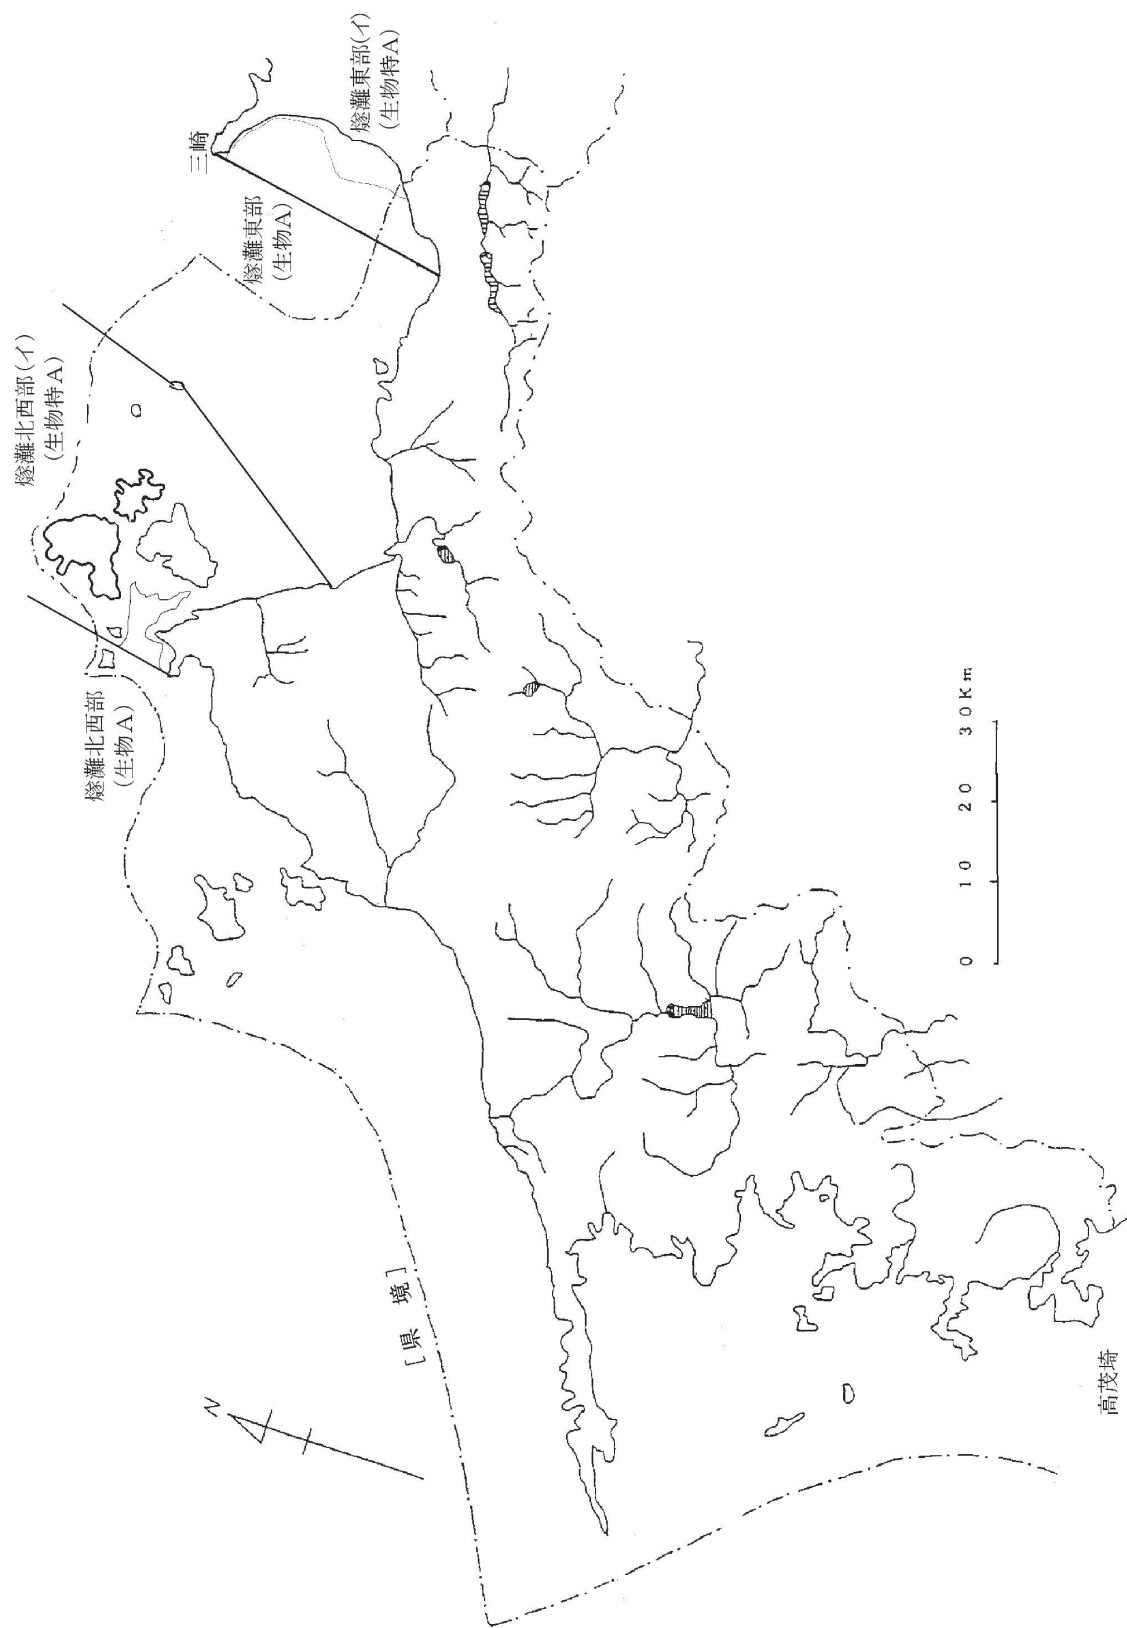 燧灘北西部(イ)
(生物特A)
燧灘北西部
(生物A)
三崎
燧灘東部
(生物A)
燧灘東部(イ)
(生物特A)
[県 境]
N
0 10 20 30Km
高茂埼